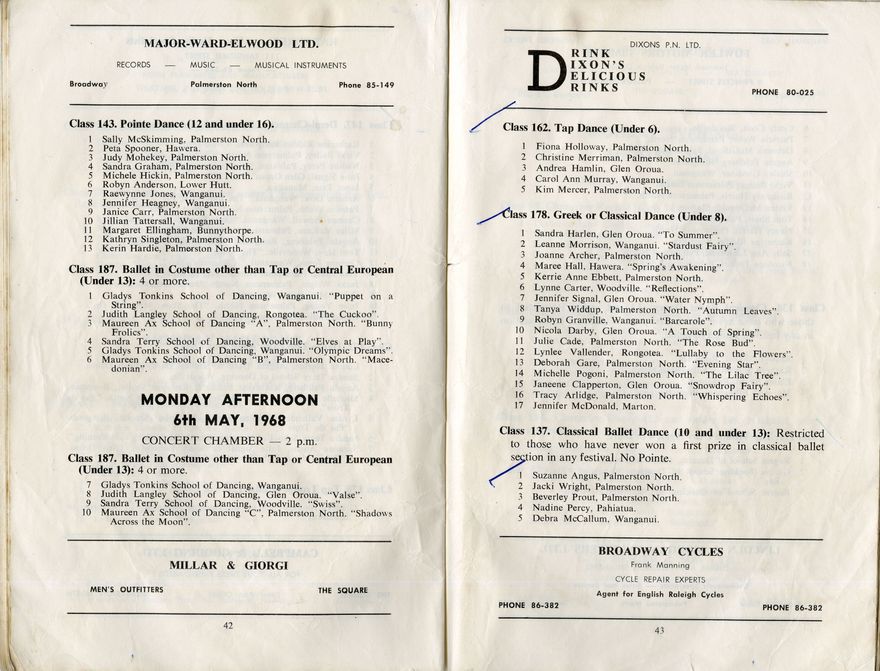 MAJOR-WARD-ELWOOD LTD.
RECORDS — MUSIC — MUSICAL INSTRUMENTS
Broadway Palmerston North Phone 85-149
Class 143. Pointe Dance (12 and under 16).
1 Sally McSkimming, Palmerston North.
2 Peta Spooner, Hawera.
3 Judy Mohekey, Palmerston North.
4 Sandra Graham, Palmerston North.
5 Michele Hickin, Palmerston North.
6 Robyn Anderson, Lower Hutt.
7 Raewynne Jones, Wanganui.
8 Jennifer Heagney, Wanganui.
9 Janice Carr, Palmerston North.
10 Jillian Tattersall, Wanganui.
11 Margaret Ellingham, Bunnythorpe.
12 Kathryn Singleton, Palmerston North.
13 Kerin Hardie, Palmerston North.
Class 187. Ballet in Costume other than Tap or Central European
(Under 13): 4 or more.
1 Gladys Tonkins School of Dancing, Wanganui. “Puppet on a
String”.
2 Judith Langley School of Dancing, Rongotea. “The Cuckoo”.
3 Maureen Ax School of Dancing “A”, Palmerston North. “Bunny
Frolics”.
4 Sandra Terry School of Dancing, Woodville. “Elves at Play”.
5 Gladys Tonkins School of Dancing, Wanganui. “Olympic Dreams”.
6 Maureen Ax School of Dancing “B”, Palmerston North. “Mace-
donian”.
MONDAY AFTERNOON
6th MAY, 1968
CONCERT CHAMBER — 2 p.m.
Class 187. Ballet in Costume other than Tap or Central European
(Under 13): 4 or more.
7 Gladys Tonkins School of Dancing, Wanganui.
8 Judith Langley School of Dancing, Glen Oroua. “Valse”.
9 Sandra Terry School of Dancing, Woodville. “Swiss”.
10 Maureen Ax School of Dancing “C”, Palmerston North. “Shadows
Across the Moon”.
MILLAR & GIORGI
MEN'S OUTFITTERS THE SQUARE
42
DIXONS P.N. LTD.
DRINK
DIXON'S
DELICIOUS
DRINKS
PHONE 80-025
Class 162. Tap Dance (Under 6).
1 Fiona Holloway, Palmerston North.
2 Christine Merriman, Palmerston North.
3 Andrea Hamlin, Glen Oroua.
4 Carol Ann Murray, Wanganui.
5 Kim Mercer, Palmerston North.
Class 178. Greek or Classical Dance (Under 8).
1 Sandra Harlen, Glen Oroua. “To Summer”.
2 Leanne Morrison, Wanganui. “Stardust Fairy”.
3 Joanne Archer, Palmerston North.
4 Maree Hall, Hawera. “Spring's Awakening”.
5 Kerrie Anne Ebbett, Palmerston North.
6 Lynne Carter, Woodville. “Reflections”.
7 Jennifer Signal, Glen Oroua. “Water Nymph”.
8 Tanya Widdup, Palmerston North. “Autumn Leaves”.
9 Robyn Granville, Wanganui. “Barcarole”.
10 Nicola Darby, Glen Oroua. “A Touch of Spring”.
11 Julie Cade, Palmerston North. “The Rose Bud”.
12 Lynlee Vallender, Rongotea. “Lullaby to the Flowers”.
13 Deborah Gare, Palmerston North. “Evening Star”.
14 Michelle Pogoni, Palmerston North. “The Lilac Tree”.
15 Janeene Clapperton, Glen Oroua. “Snowdrop Fairy”.
16 Tracy Arlidge, Palmerston North. “Whispering Echoes”.
17 Jennifer McDonald, Marton.
Class 137. Classical Ballet Dance (10 and under 13): Restricted
to those who have never won a first prize in classical ballet
section in any festival. No Pointe.
1 Suzanne Angus, Palmerston North.
2 Jacki Wright, Palmerston North.
3 Beverley Prout, Palmerston North.
4 Nadine Percy, Pahiatua.
5 Debra McCallum, Wanganui.
BROADWAY CYCLES
Frank Manning
CYCLE REPAIR EXPERTS
Agent for English Raleigh Cycles
PHONE 86-382 PHONE 86-382
43